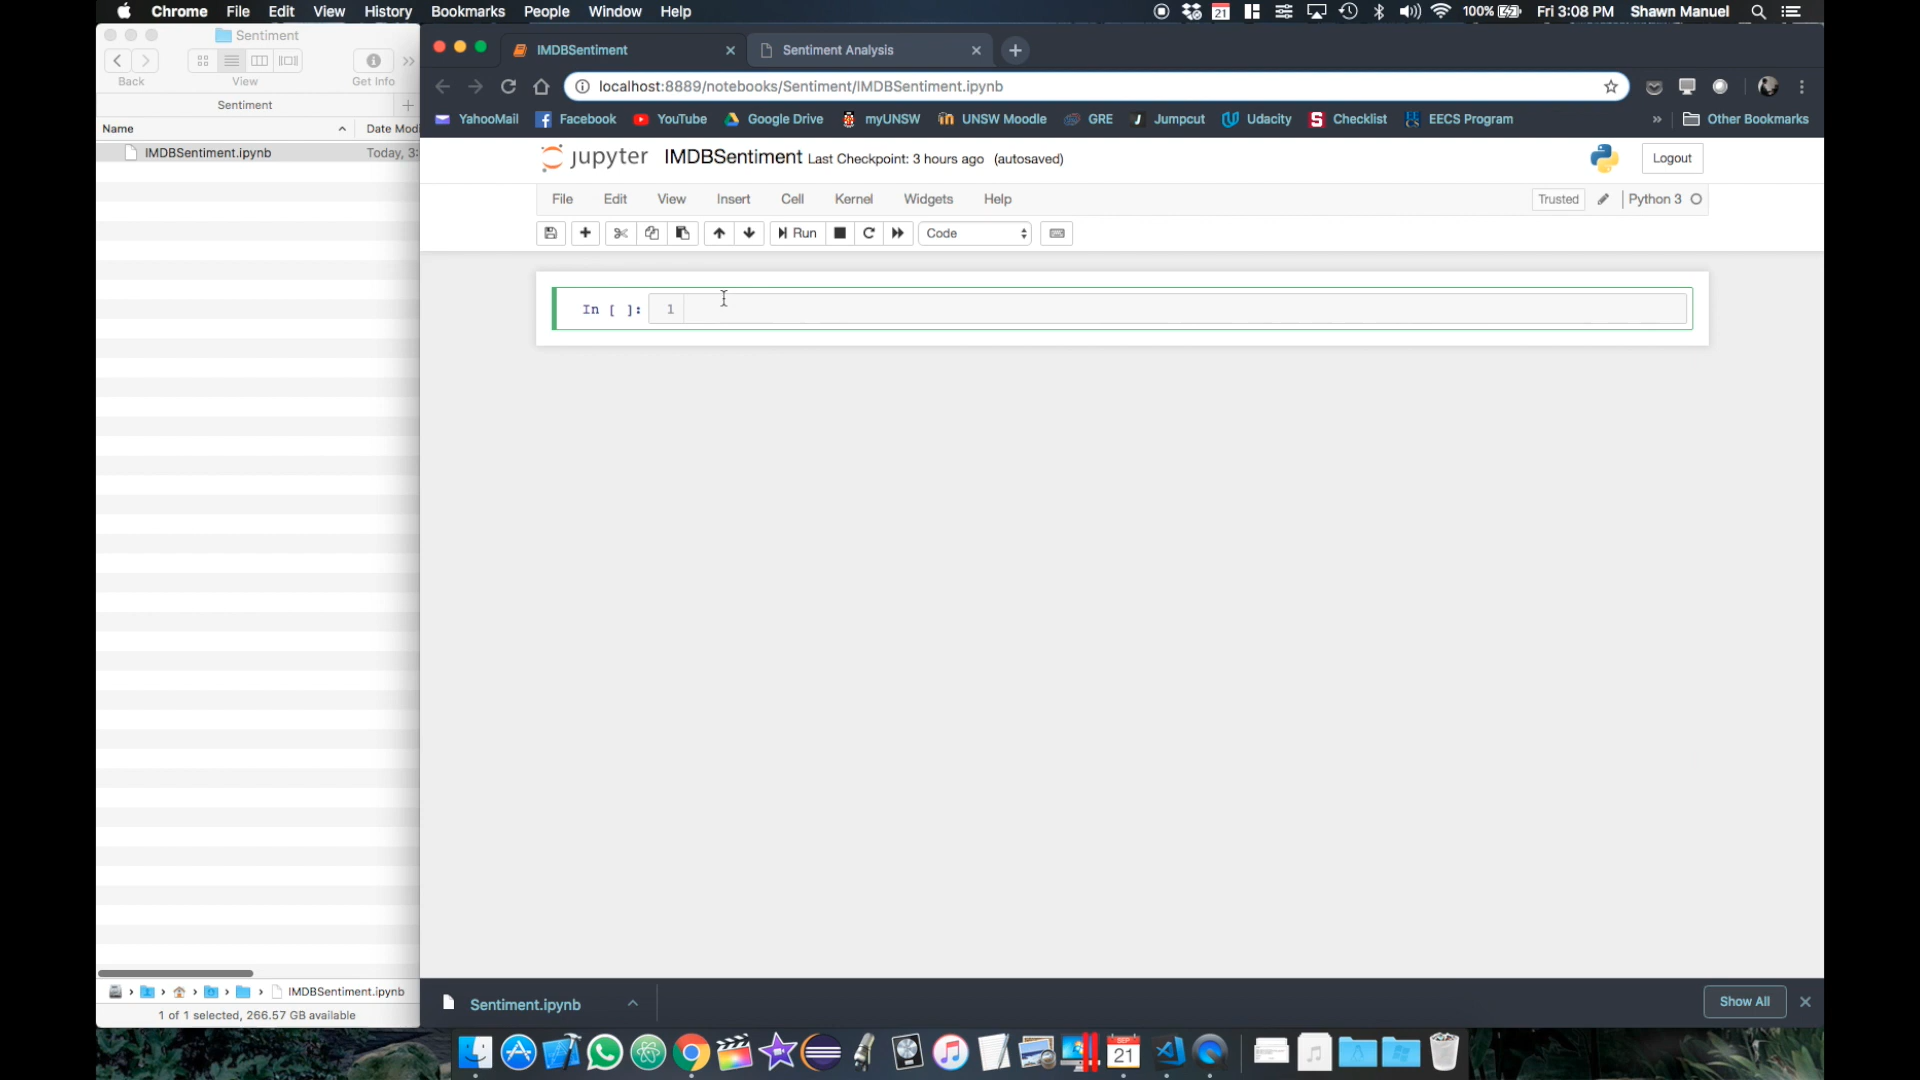 Chrome File Edit View History Bookmarks People Window Help
21 100% Fri 3:08 PM Shawn Manuel
Sentiment
Back View Get Info
Sentiment
Name Date Mod
IMDBSentiment.ipynb Today, 3:
IMDBSentiment.ipynb
1 of 1 selected, 266.57 GB available
IMDBSentiment Sentiment Analysis
localhost:8889/notebooks/Sentiment/IMDBSentiment.ipynb
YahooMail Facebook YouTube Google Drive myUNSW UNSW Moodle GRE Jumpcut Udacity Checklist EECS Program » Other Bookmarks
jupyter IMDBSentiment Last Checkpoint: 3 hours ago (autosaved) Logout
File Edit View Insert Cell Kernel Widgets Help Trusted Python 3
Run Code
In [ ]: 1
Sentiment.ipynb Show All
SEP
21